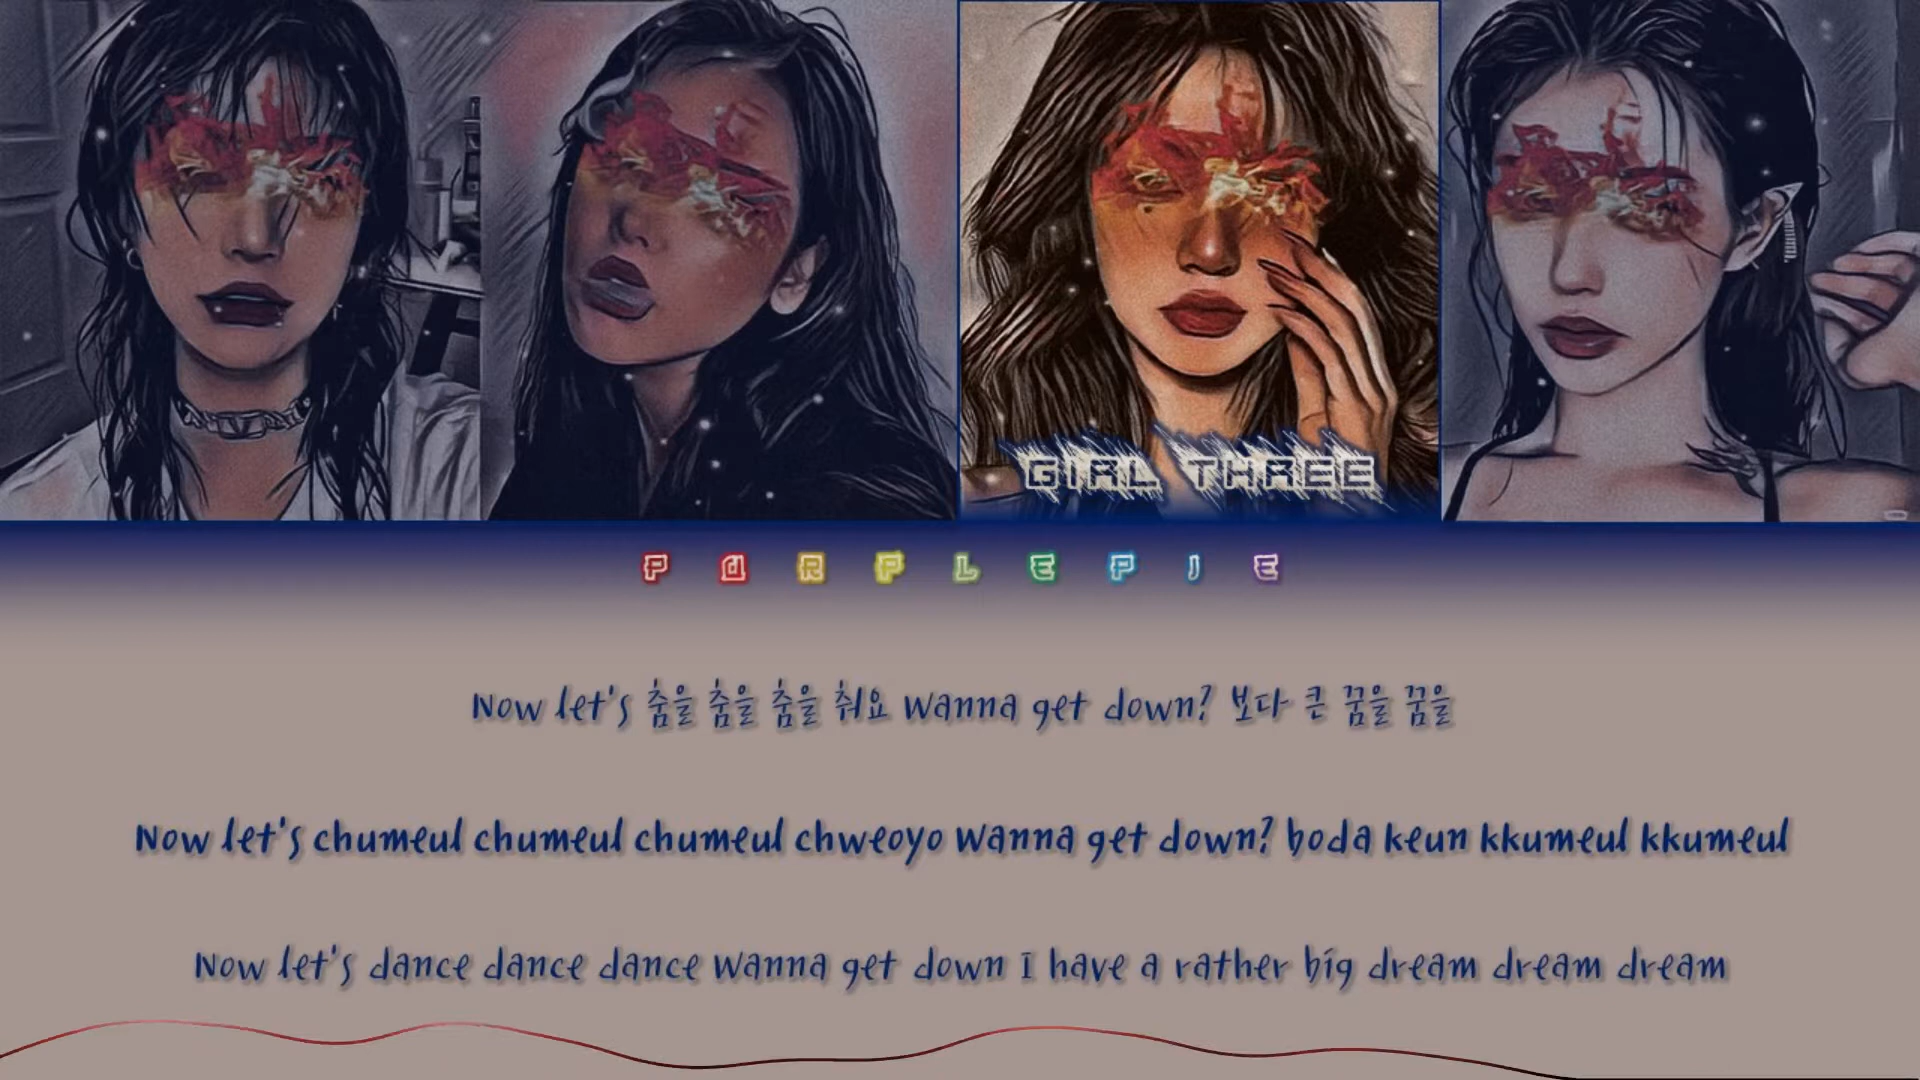 GIRL THREE
PdRPLEPIE
Now let's 춤을 춤을 춤을 춰요 wanna get down? 보다 큰 꿈을 꿈을
Now let's chumeul chumeul chumeul chweoyo wanna get down? boda keun kkumeul kkumeul
Now let's dance dance dance wanna get down I have a rather big dream dream dream